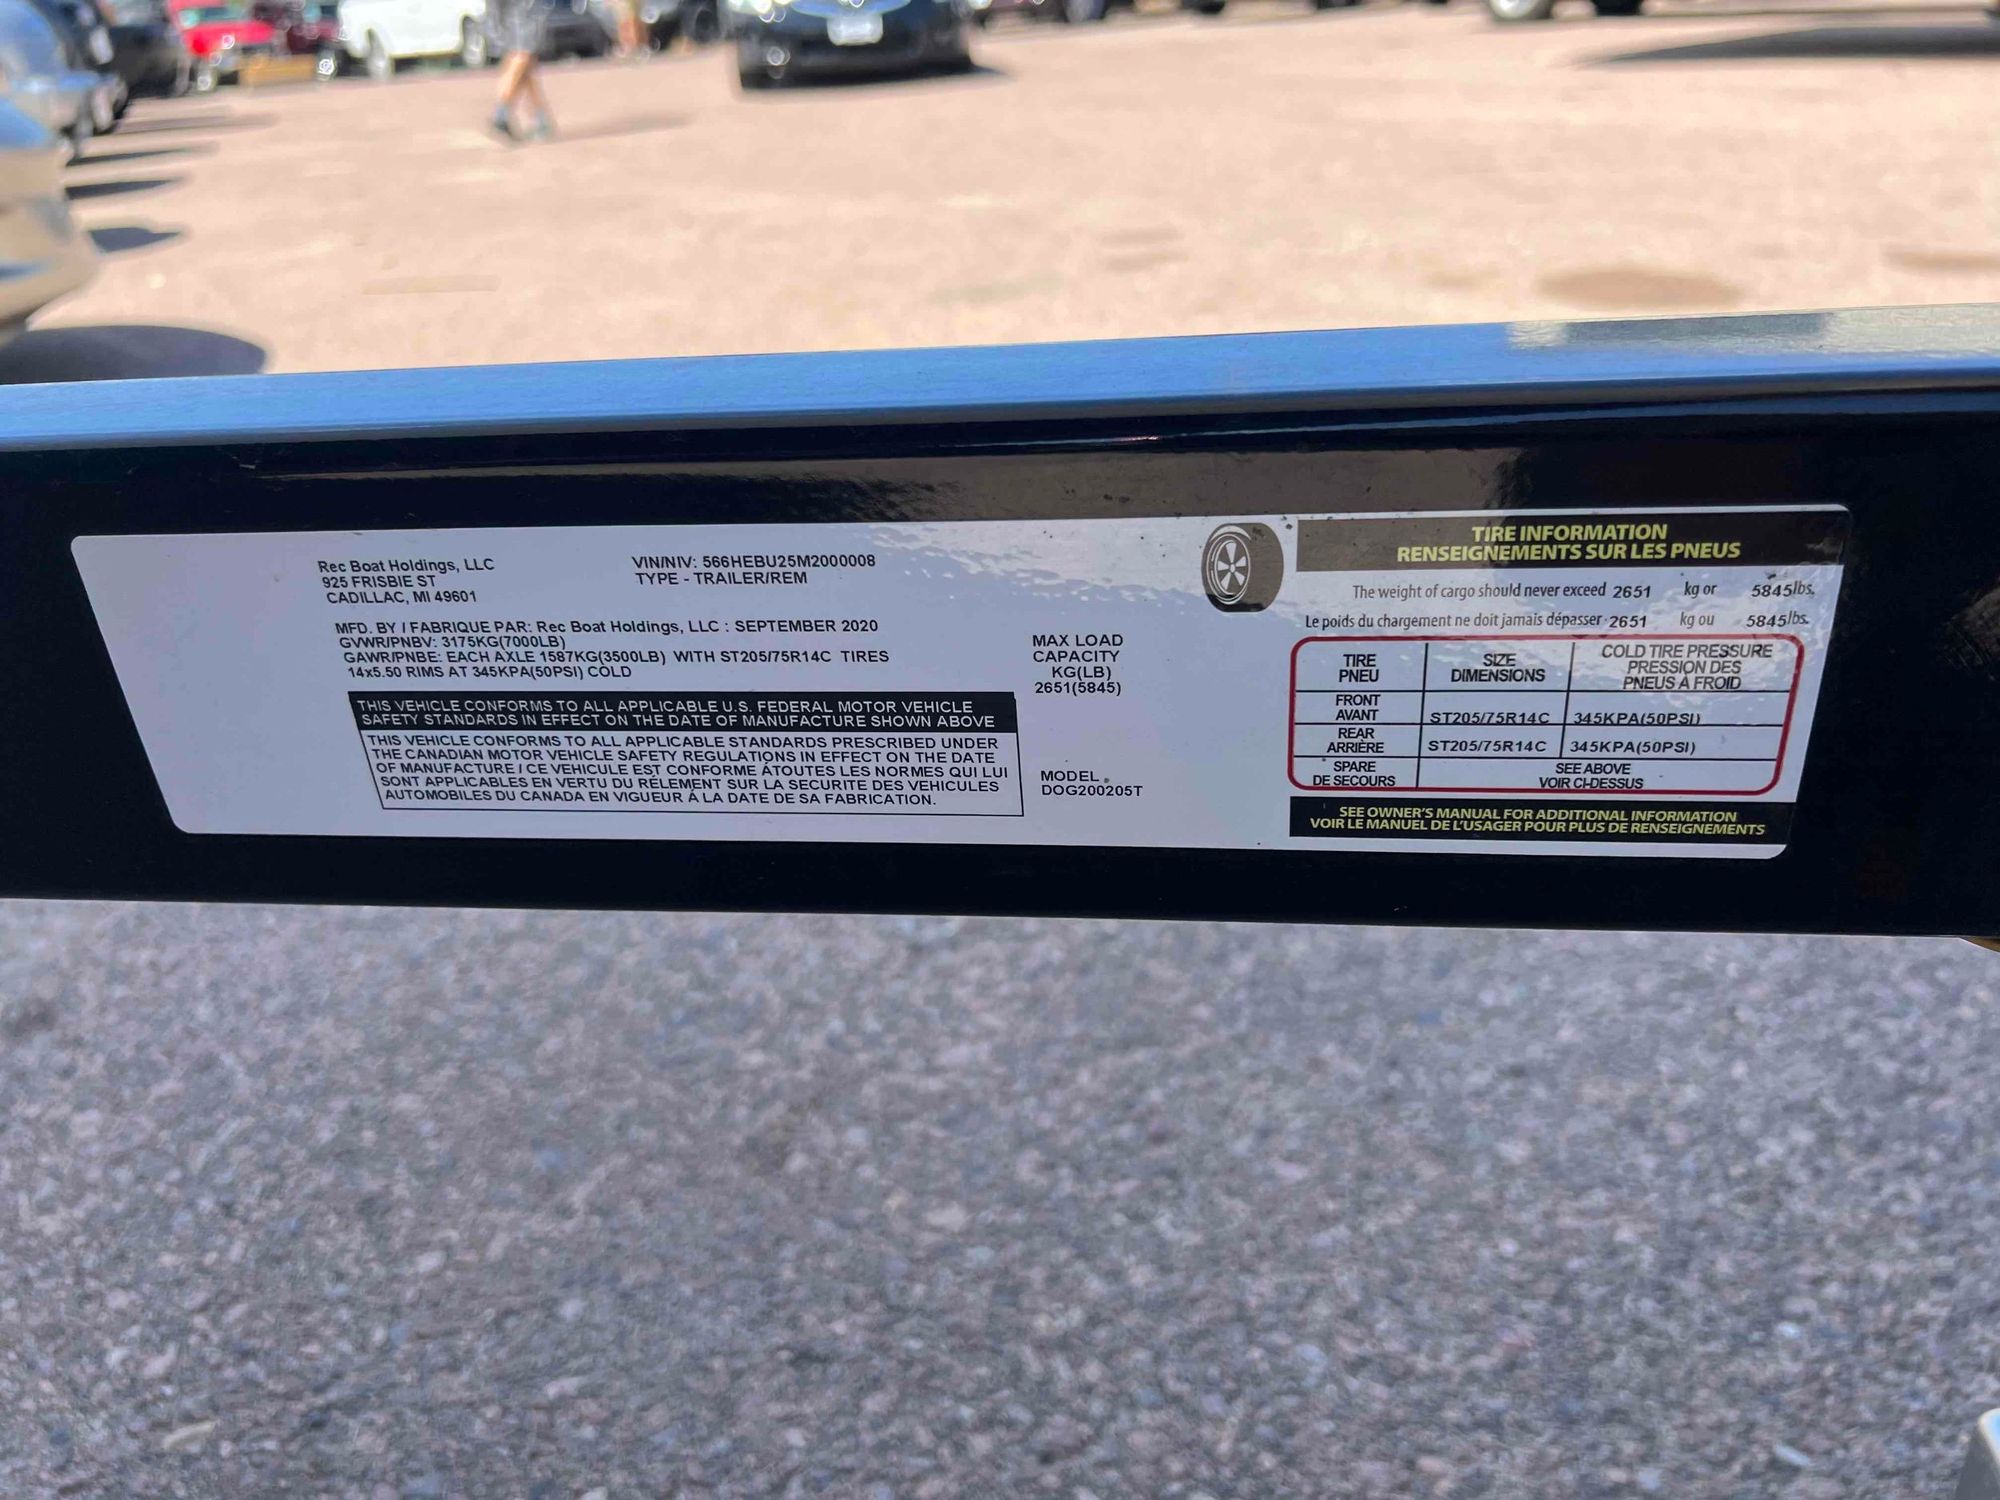 Rec Boat Holdings, LLC
925 FRISBIE ST
CADILLAC, MI 49601
VIN/NIV: 566HEBU25M2000008
TYPE - TRAILER/REM
MFD. BY / FABRIQUE PAR: Rec Boat Holdings, LLC : SEPTEMBER 2020
GVWR/PNBV: 3175KG(7000LB)
GAWR/PNBE: EACH AXLE 1587KG(3500LB) WITH ST205/75R14C TIRES
14x5.50 RIMS AT 345KPA(50PSI) COLD
THIS VEHICLE CONFORMS TO ALL APPLICABLE U.S. FEDERAL MOTOR VEHICLE
SAFETY STANDARDS IN EFFECT ON THE DATE OF MANUFACTURE SHOWN ABOVE
THIS VEHICLE CONFORMS TO ALL APPLICABLE STANDARDS PRESCRIBED UNDER
THE CANADIAN MOTOR VEHICLE SAFETY REGULATIONS IN EFFECT ON THE DATE
OF MANUFACTURE / CE VEHICULE EST CONFORME ÁTOUTES LES NORMES QUI LUI
SONT APPLICABLES EN VERTU DU RÉLEMENT SUR LA SECURITE DES VEHICULES
AUTOMOBILES DU CANADA EN VIGUEUR Á LA DATE DE SA FABRICATION.
MAX LOAD
CAPACITY
KG(LB)
2651(5845)
MODEL
DOG200205T
TIRE INFORMATION
RENSEIGNEMENTS SUR LES PNEUS
The weight of cargo should never exceed 2651 kg or 5845lbs.
Le poids du chargement ne doit jamais dépasser 2651 kg ou 5845lbs.
TIRE
PNEU
SIZE
DIMENSIONS
COLD TIRE PRESSURE
PRESSION DES
PNEUS A FROID
FRONT
AVANT
ST205/75R14C
345KPA(50PSI)
REAR
ARRIÈRE
ST205/75R14C
345KPA(50PSI)
SPARE
DE SECOURS
SEE ABOVE
VOIR CI-DESSUS
SEE OWNER'S MANUAL FOR ADDITIONAL INFORMATION
VOIR LE MANUEL DE L'USAGER POUR PLUS DE RENSEIGNEMENTS